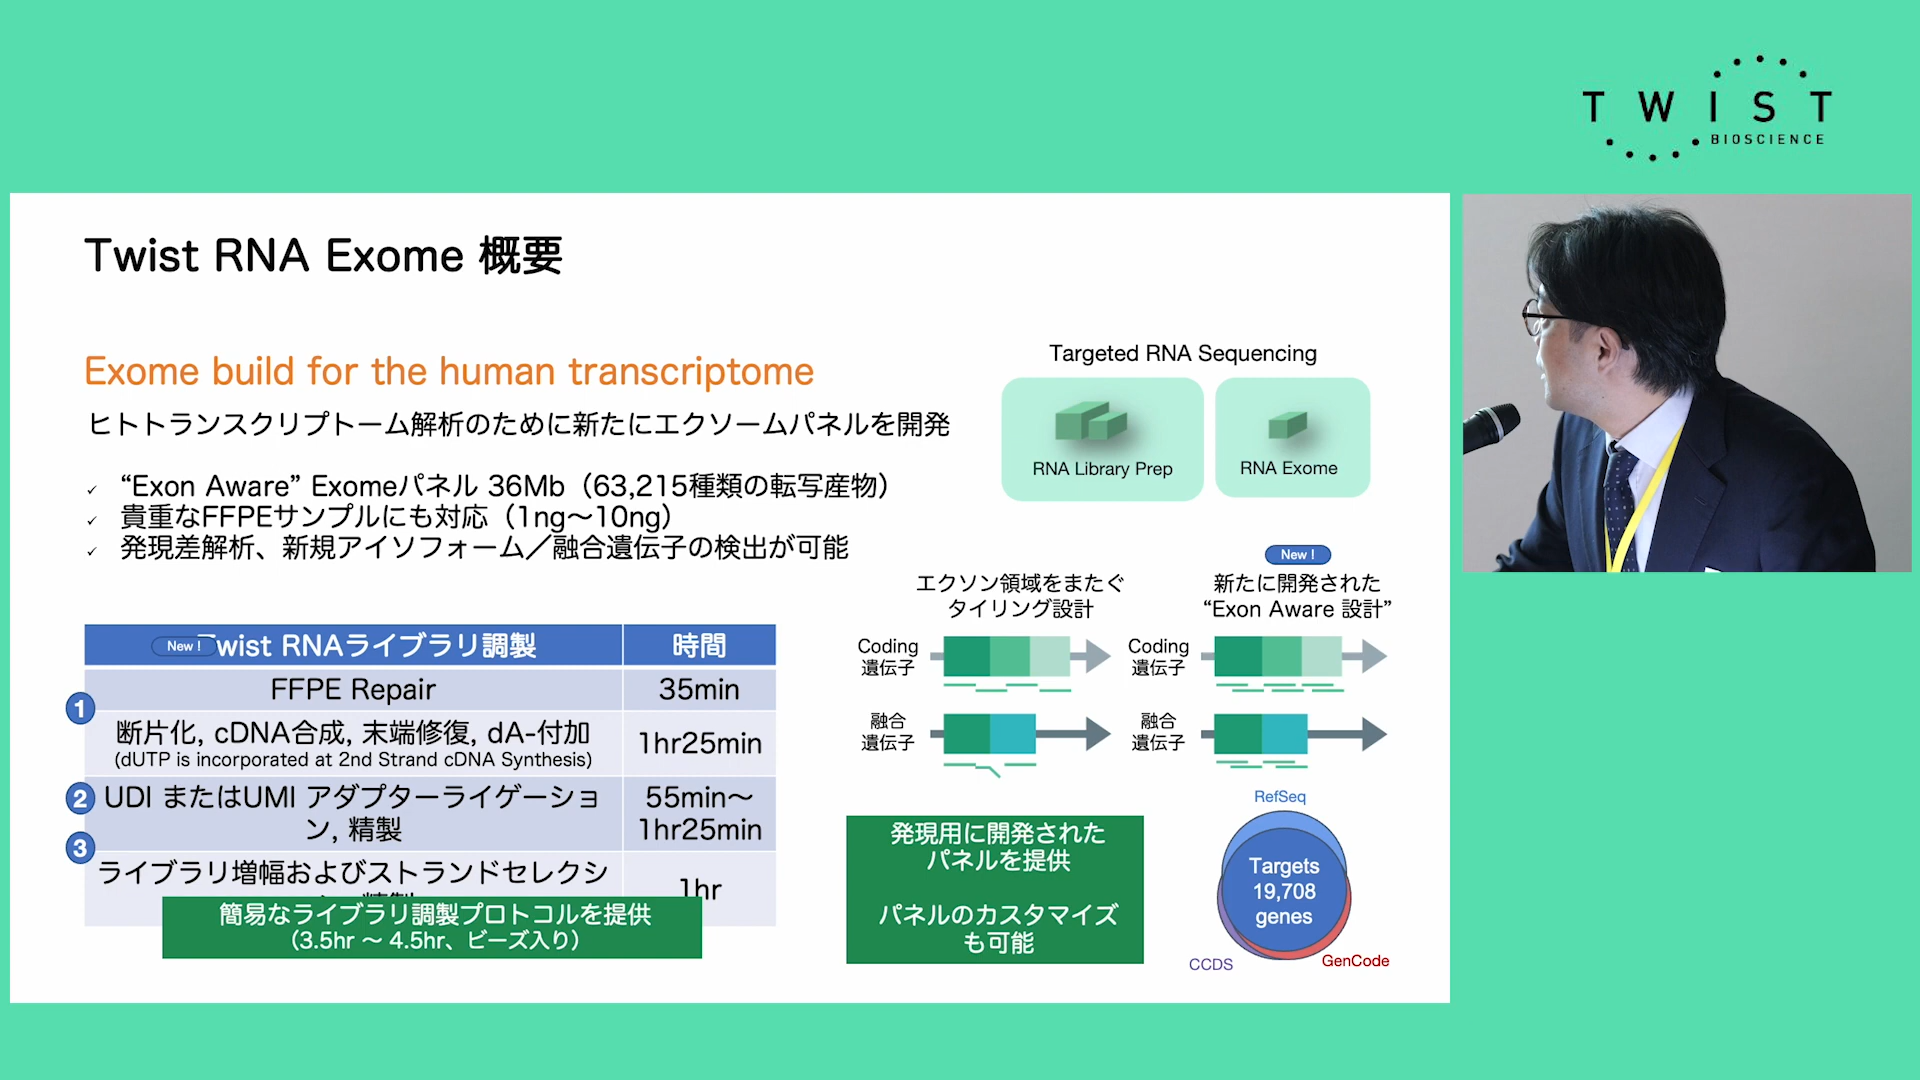 TWIST
BIOSCIENCE
Twist RNA Exome 概要
Exome build for the human transcriptome
ヒトトランスクリプトーム解析のために新たにエクソームパネルを開発
✓ “Exon Aware” Exomeパネル 36Mb（63,215種類の転写産物）
✓ 貴重なFFPEサンプルにも対応（1ng〜10ng）
✓ 発現差解析、新規アイソフォーム／融合遺伝子の検出が可能
Targeted RNA Sequencing
RNA Library Prep
RNA Exome
New ! Twist RNAライブラリ調製 時間
① FFPE Repair 35min
断片化, cDNA合成, 末端修復, dA-付加 1hr25min
(dUTP is incorporated at 2nd Strand cDNA Synthesis)
② UDI またはUMI アダプターライゲーショ 55min〜
ン, 精製 1hr25min
③ ライブラリ増幅およびストランドセレクシ 1hr
簡易なライブラリ調製プロトコルを提供
（3.5hr 〜 4.5hr、ビーズ入り）
エクソン領域をまたぐ
タイリング設計
Coding
遺伝子
融合
遺伝子
New !
新たに開発された
“Exon Aware 設計”
Coding
遺伝子
融合
遺伝子
発現用に開発された
パネルを提供
パネルのカスタマイズ
も可能
RefSeq
Targets
19,708
genes
CCDS
GenCode